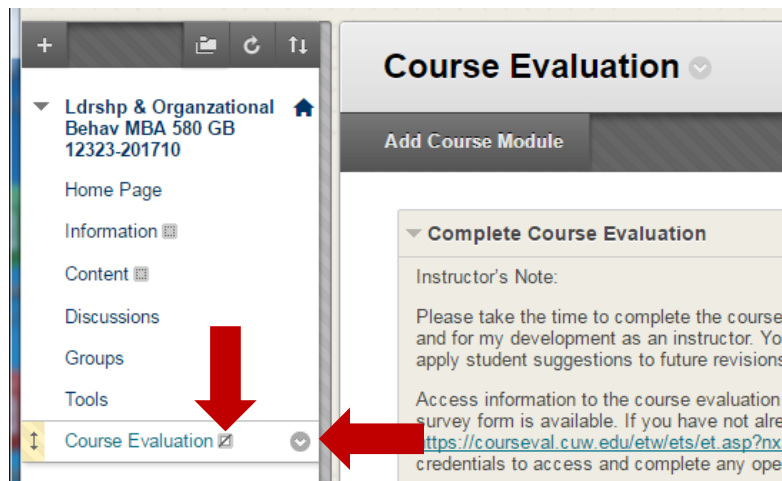 Ldrshp & Organzational
Behav MBA 580 GB
12323-201710
Home Page
Information
Content
Discussions
Groups
Tools
Course Evaluation
Course Evaluation
Add Course Module
Complete Course Evaluation
Instructor's Note:
Please take the time to complete the course
and for my development as an instructor. Yo
apply student suggestions to future revisions
Access information to the course evaluation
survey form is available. If you have not alre
https://courseval.cuw.edu/etw/ets/et.asp?nx
credentials to access and complete any ope